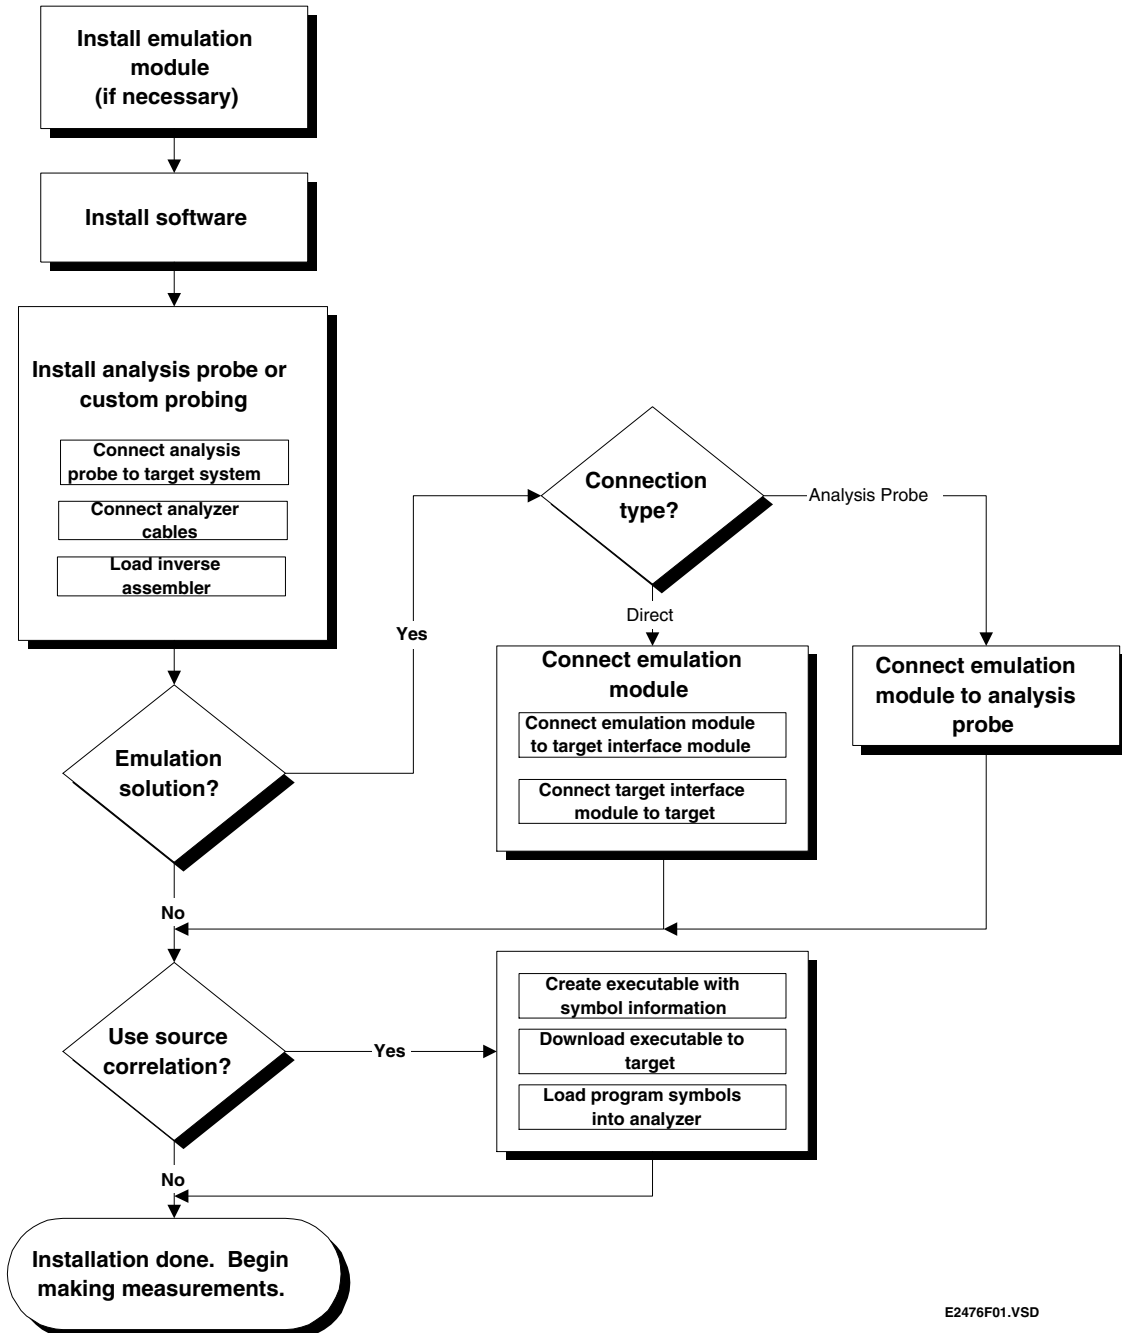 Install emulation
module
(if necessary)
Install software
Install analysis probe or
custom probing
Connect analysis
probe to target system
Connect analyzer
cables
Load inverse
assembler
Connection
type?
Analysis Probe
Direct
Yes
Connect emulation
module
Connect emulation module
to target interface module
Connect target interface
module to target
Connect emulation
module to analysis
probe
Emulation
solution?
No
Use source
correlation?
Yes
Create executable with
symbol information
Download executable to
target
Load program symbols
into analyzer
No
Installation done.  Begin
making measurements.
E2476F01.VSD